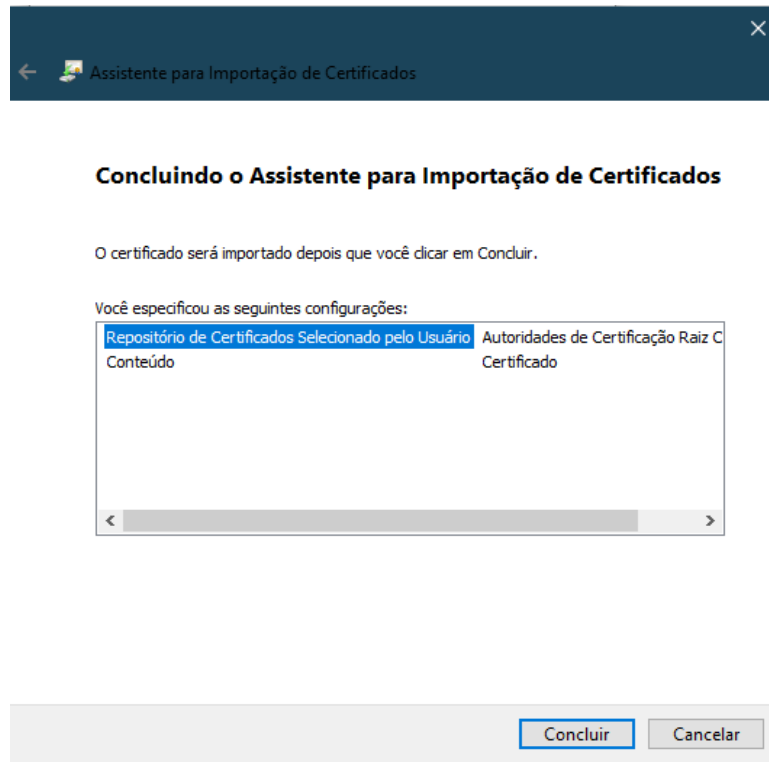 Assistente para Importação de Certificados
Concluindo o Assistente para Importação de Certificados
O certificado será importado depois que você clicar em Concluir.
Você especificou as seguintes configurações:
Repositório de Certificados Selecionado pelo Usuário Autoridades de Certificação Raiz C
Conteúdo Certificado
Concluir Cancelar